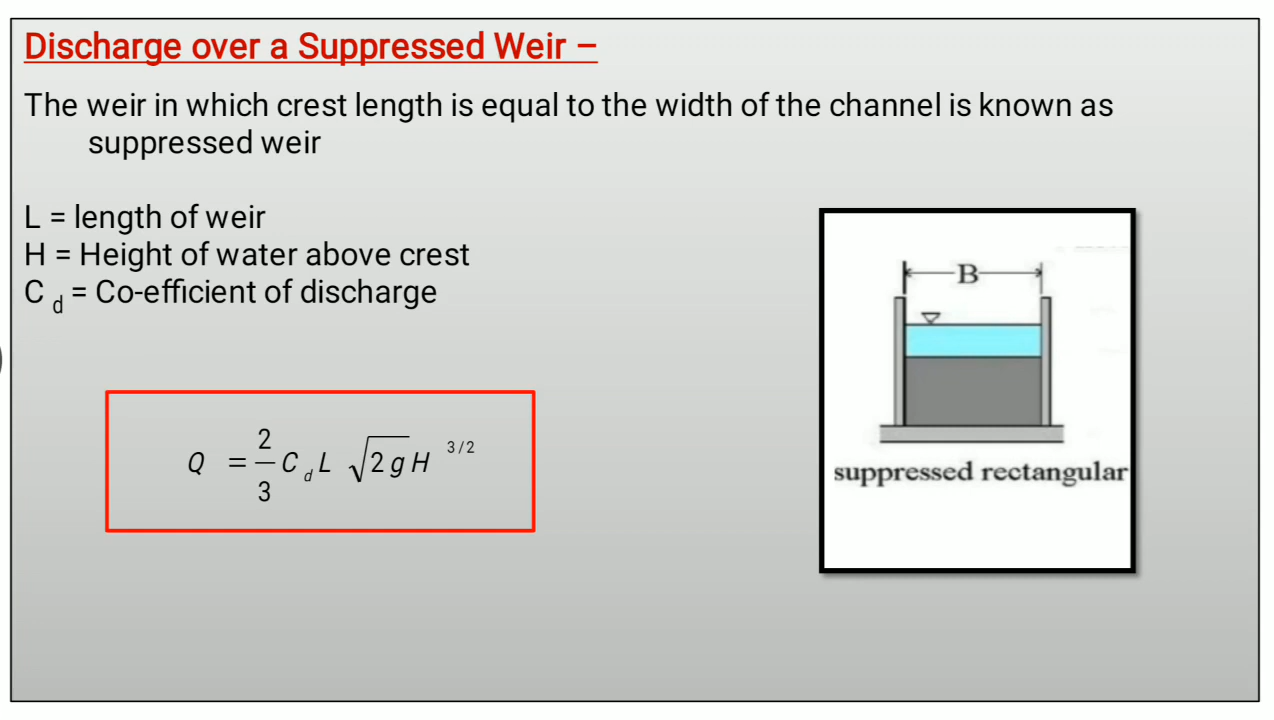 Discharge over a Suppressed Weir –
The weir in which crest length is equal to the width of the channel is known as
suppressed weir
L = length of weir
H = Height of water above crest
C d = Co-efficient of discharge
B
Q = 2/3 C d L √2 g H 3/2
suppressed rectangular